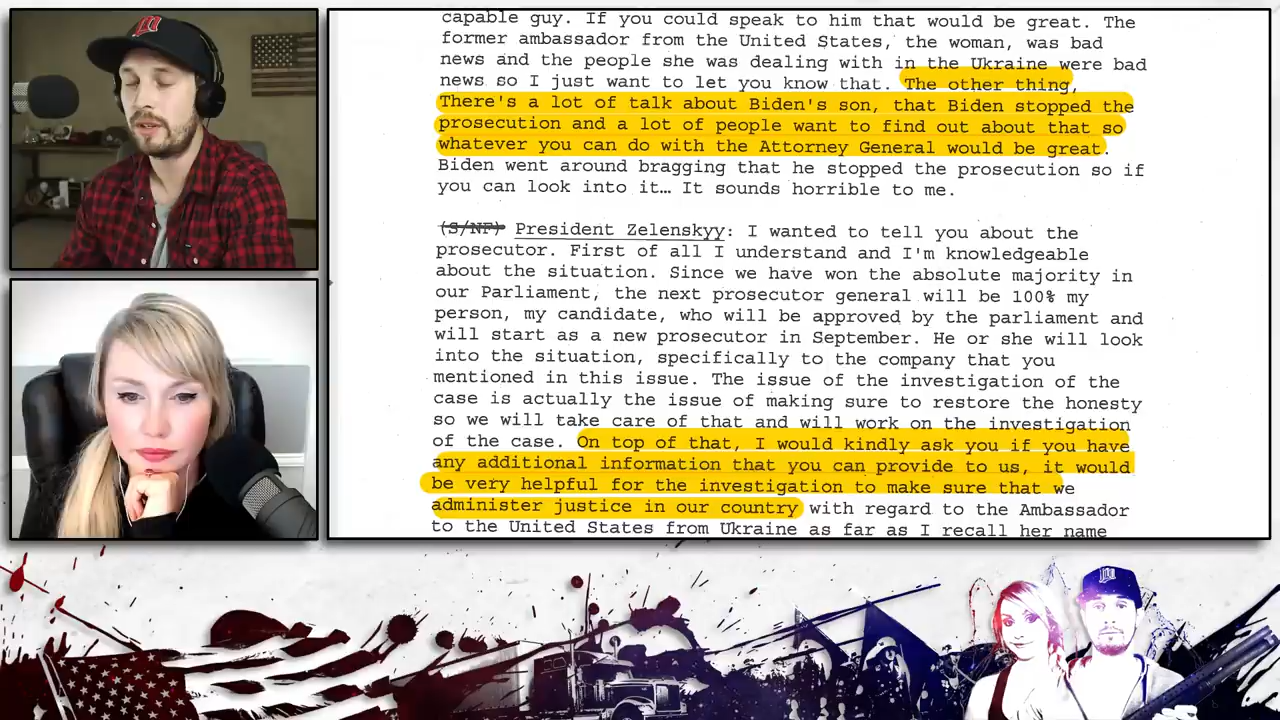 capable guy. If you could speak to him that would be great. The
former ambassador from the United States, the woman, was bad
news and the people she was dealing with in the Ukraine were bad
news so I just want to let you know that. The other thing,
There's a lot of talk about Biden's son, that Biden stopped the
prosecution and a lot of people want to find out about that so
whatever you can do with the Attorney General would be great.
Biden went around bragging that he stopped the prosecution so if
you can look into it… It sounds horrible to me.
(S/NF) President Zelenskyy: I wanted to tell you about the
prosecutor. First of all I understand and I'm knowledgeable
about the situation. Since we have won the absolute majority in
our Parliament, the next prosecutor general will be 100% my
person, my candidate, who will be approved by the parliament and
will start as a new prosecutor in September. He or she will look
into the situation, specifically to the company that you
mentioned in this issue. The issue of the investigation of the
case is actually the issue of making sure to restore the honesty
so we will take care of that and will work on the investigation
of the case. On top of that, I would kindly ask you if you have
any additional information that you can provide to us, it would
be very helpful for the investigation to make sure that we
administer justice in our country with regard to the Ambassador
to the United States from Ukraine as far as I recall her name